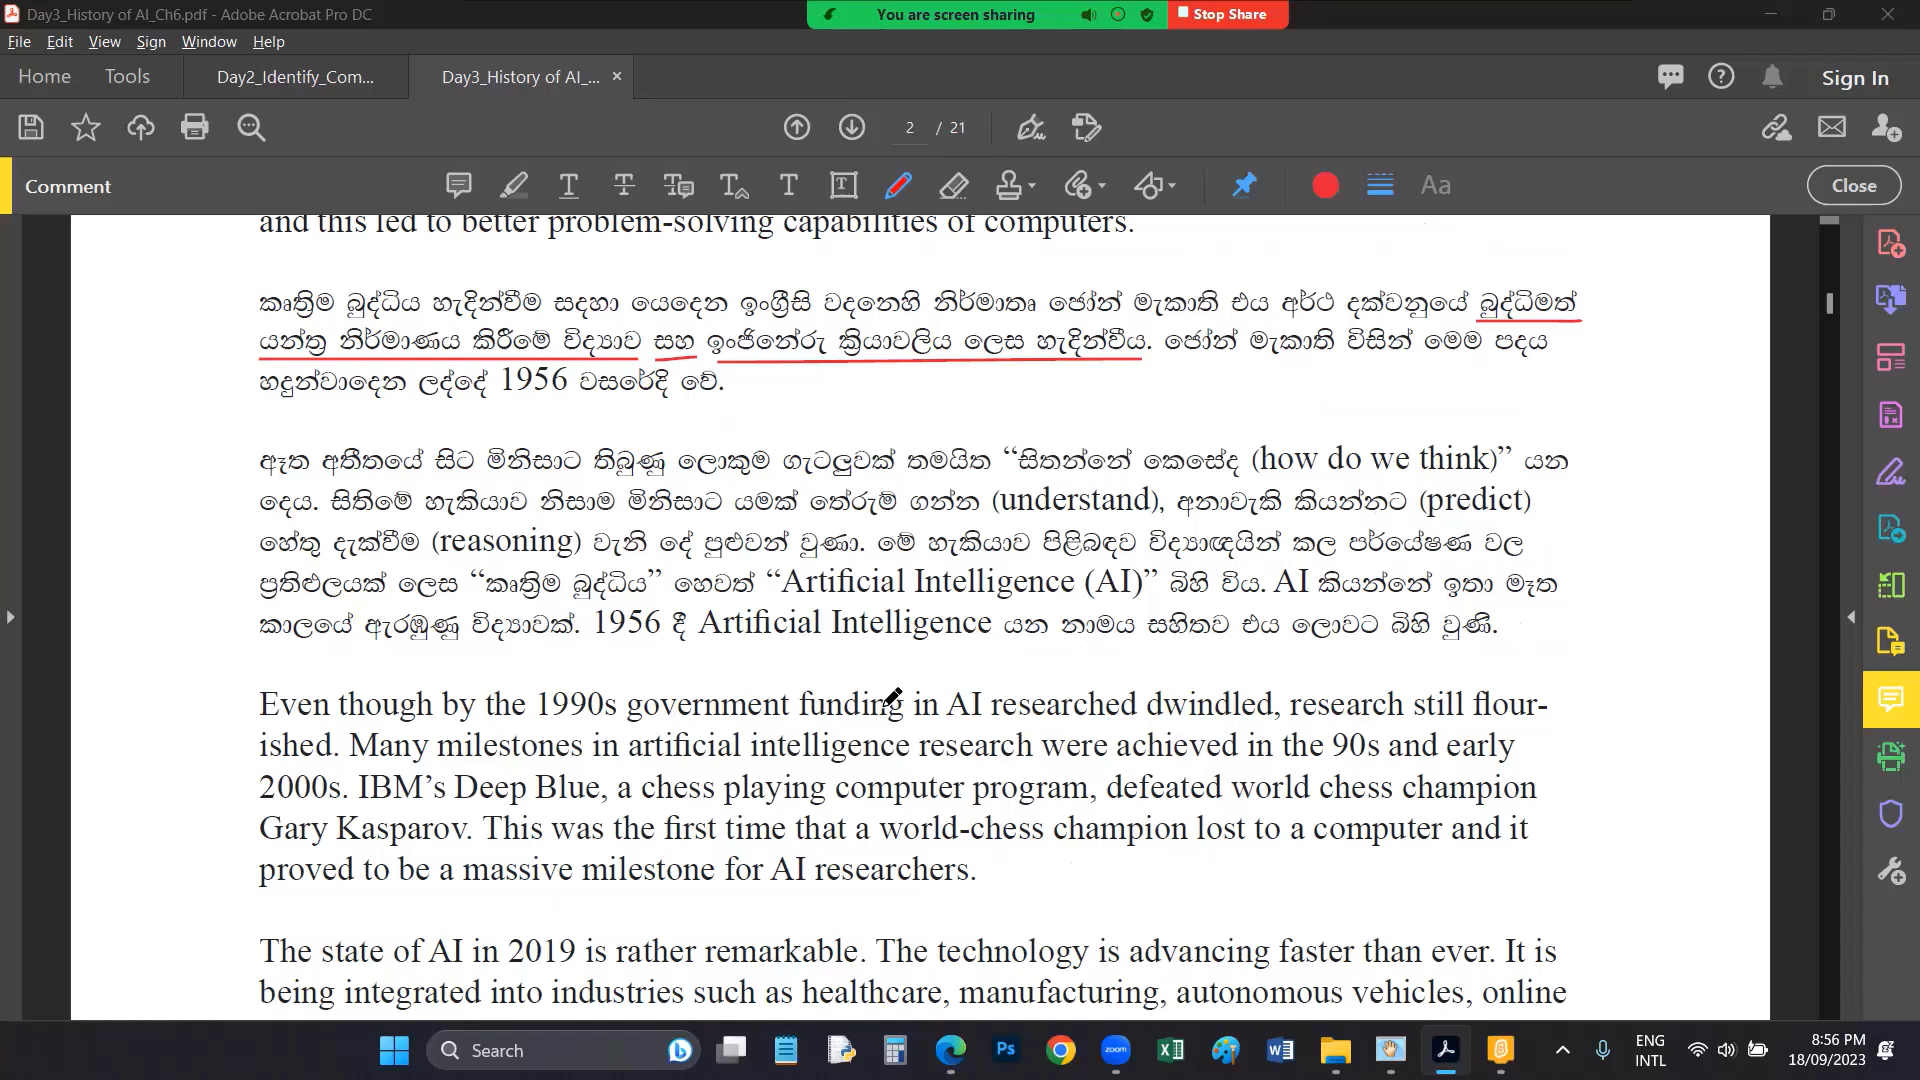 Day3_History of AI_Ch6.pdf - Adobe Acrobat Pro DC
You are screen sharing
Stop Share
File Edit View Sign Window Help
Home Tools Day2_Identify_Com... Day3_History of AI_... × Sign In
2 / 21
Comment
Aa
Close
and this led to better problem-solving capabilities of computers.
කෘත්‍රිම බුද්ධිය හැදින්වීම සදහා යෙදෙන ඉංග්‍රීසි වදනෙහි නිර්මාතෘ ජෝන් මැකාති එය අර්ථ දක්වනුයේ බුද්ධිමත්
යන්ත්‍ර නිර්මාණය කිරීමේ විද්‍යාව සහ ඉංජිනේරු ක්‍රියාවලිය ලෙස හැදින්වීය. ජෝන් මැකාති විසින් මෙම පදය
හදුන්වාදෙන ලද්දේ 1956 වසරේදි වේ.
ඈත අතීතයේ සිට මිනිසාට තිබුණු ලොකුම ගැටලුවක් තමයිත “සිතන්නේ කෙසේද (how do we think)” යන
දෙය. සිතිමේ හැකියාව නිසාම මිනිසාට යමක් තේරුම් ගන්න (understand), අනාවැකි කියන්නට (predict)
හේතු දැක්වීම (reasoning) වැනි දේ පුළුවන් වුණා. මේ හැකියාව පිළිබඳව විද්‍යාඥයින් කල පර්යේෂණ වල
ප්‍රතිඵලයක් ලෙස “කෘත්‍රිම බුද්ධිය” හෙවත් “Artificial Intelligence (AI)” බිහි විය. AI කියන්නේ ඉතා මෑත
කාලයේ ඇරඹුණු විද්‍යාවක්. 1956 දී Artificial Intelligence යන නාමය සහිතව එය ලොවට බිහි වුණි.
Even though by the 1990s government funding in AI researched dwindled, research still flour-
ished. Many milestones in artificial intelligence research were achieved in the 90s and early
2000s. IBM’s Deep Blue, a chess playing computer program, defeated world chess champion
Gary Kasparov. This was the first time that a world-chess champion lost to a computer and it
proved to be a massive milestone for AI researchers.
The state of AI in 2019 is rather remarkable. The technology is advancing faster than ever. It is
being integrated into industries such as healthcare, manufacturing, autonomous vehicles, online
Search
Ps
zoom
ENG
INTL
8:56 PM
18/09/2023